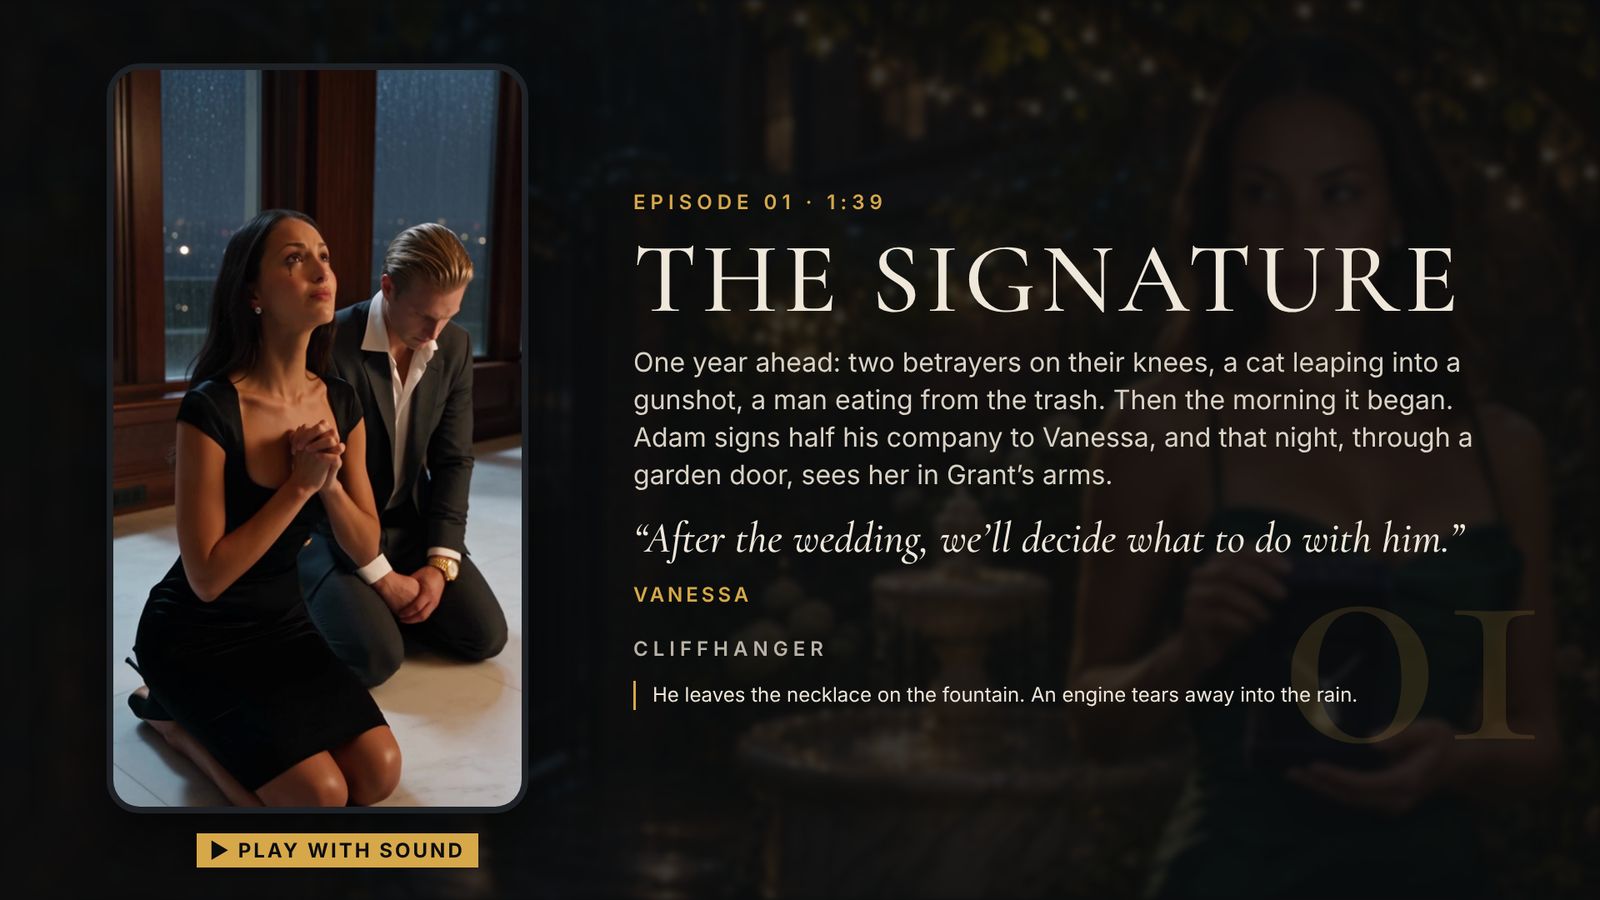 EPISODE 01 · 1:39
THE SIGNATURE
One year ahead: two betrayers on their knees, a cat leaping into a
gunshot, a man eating from the trash. Then the morning it began.
Adam signs half his company to Vanessa, and that night, through a
garden door, sees her in Grant’s arms.
“After the wedding, we’ll decide what to do with him.”
VANESSA
CLIFFHANGER
He leaves the necklace on the fountain. An engine tears away into the rain.
01
▶ PLAY WITH SOUND